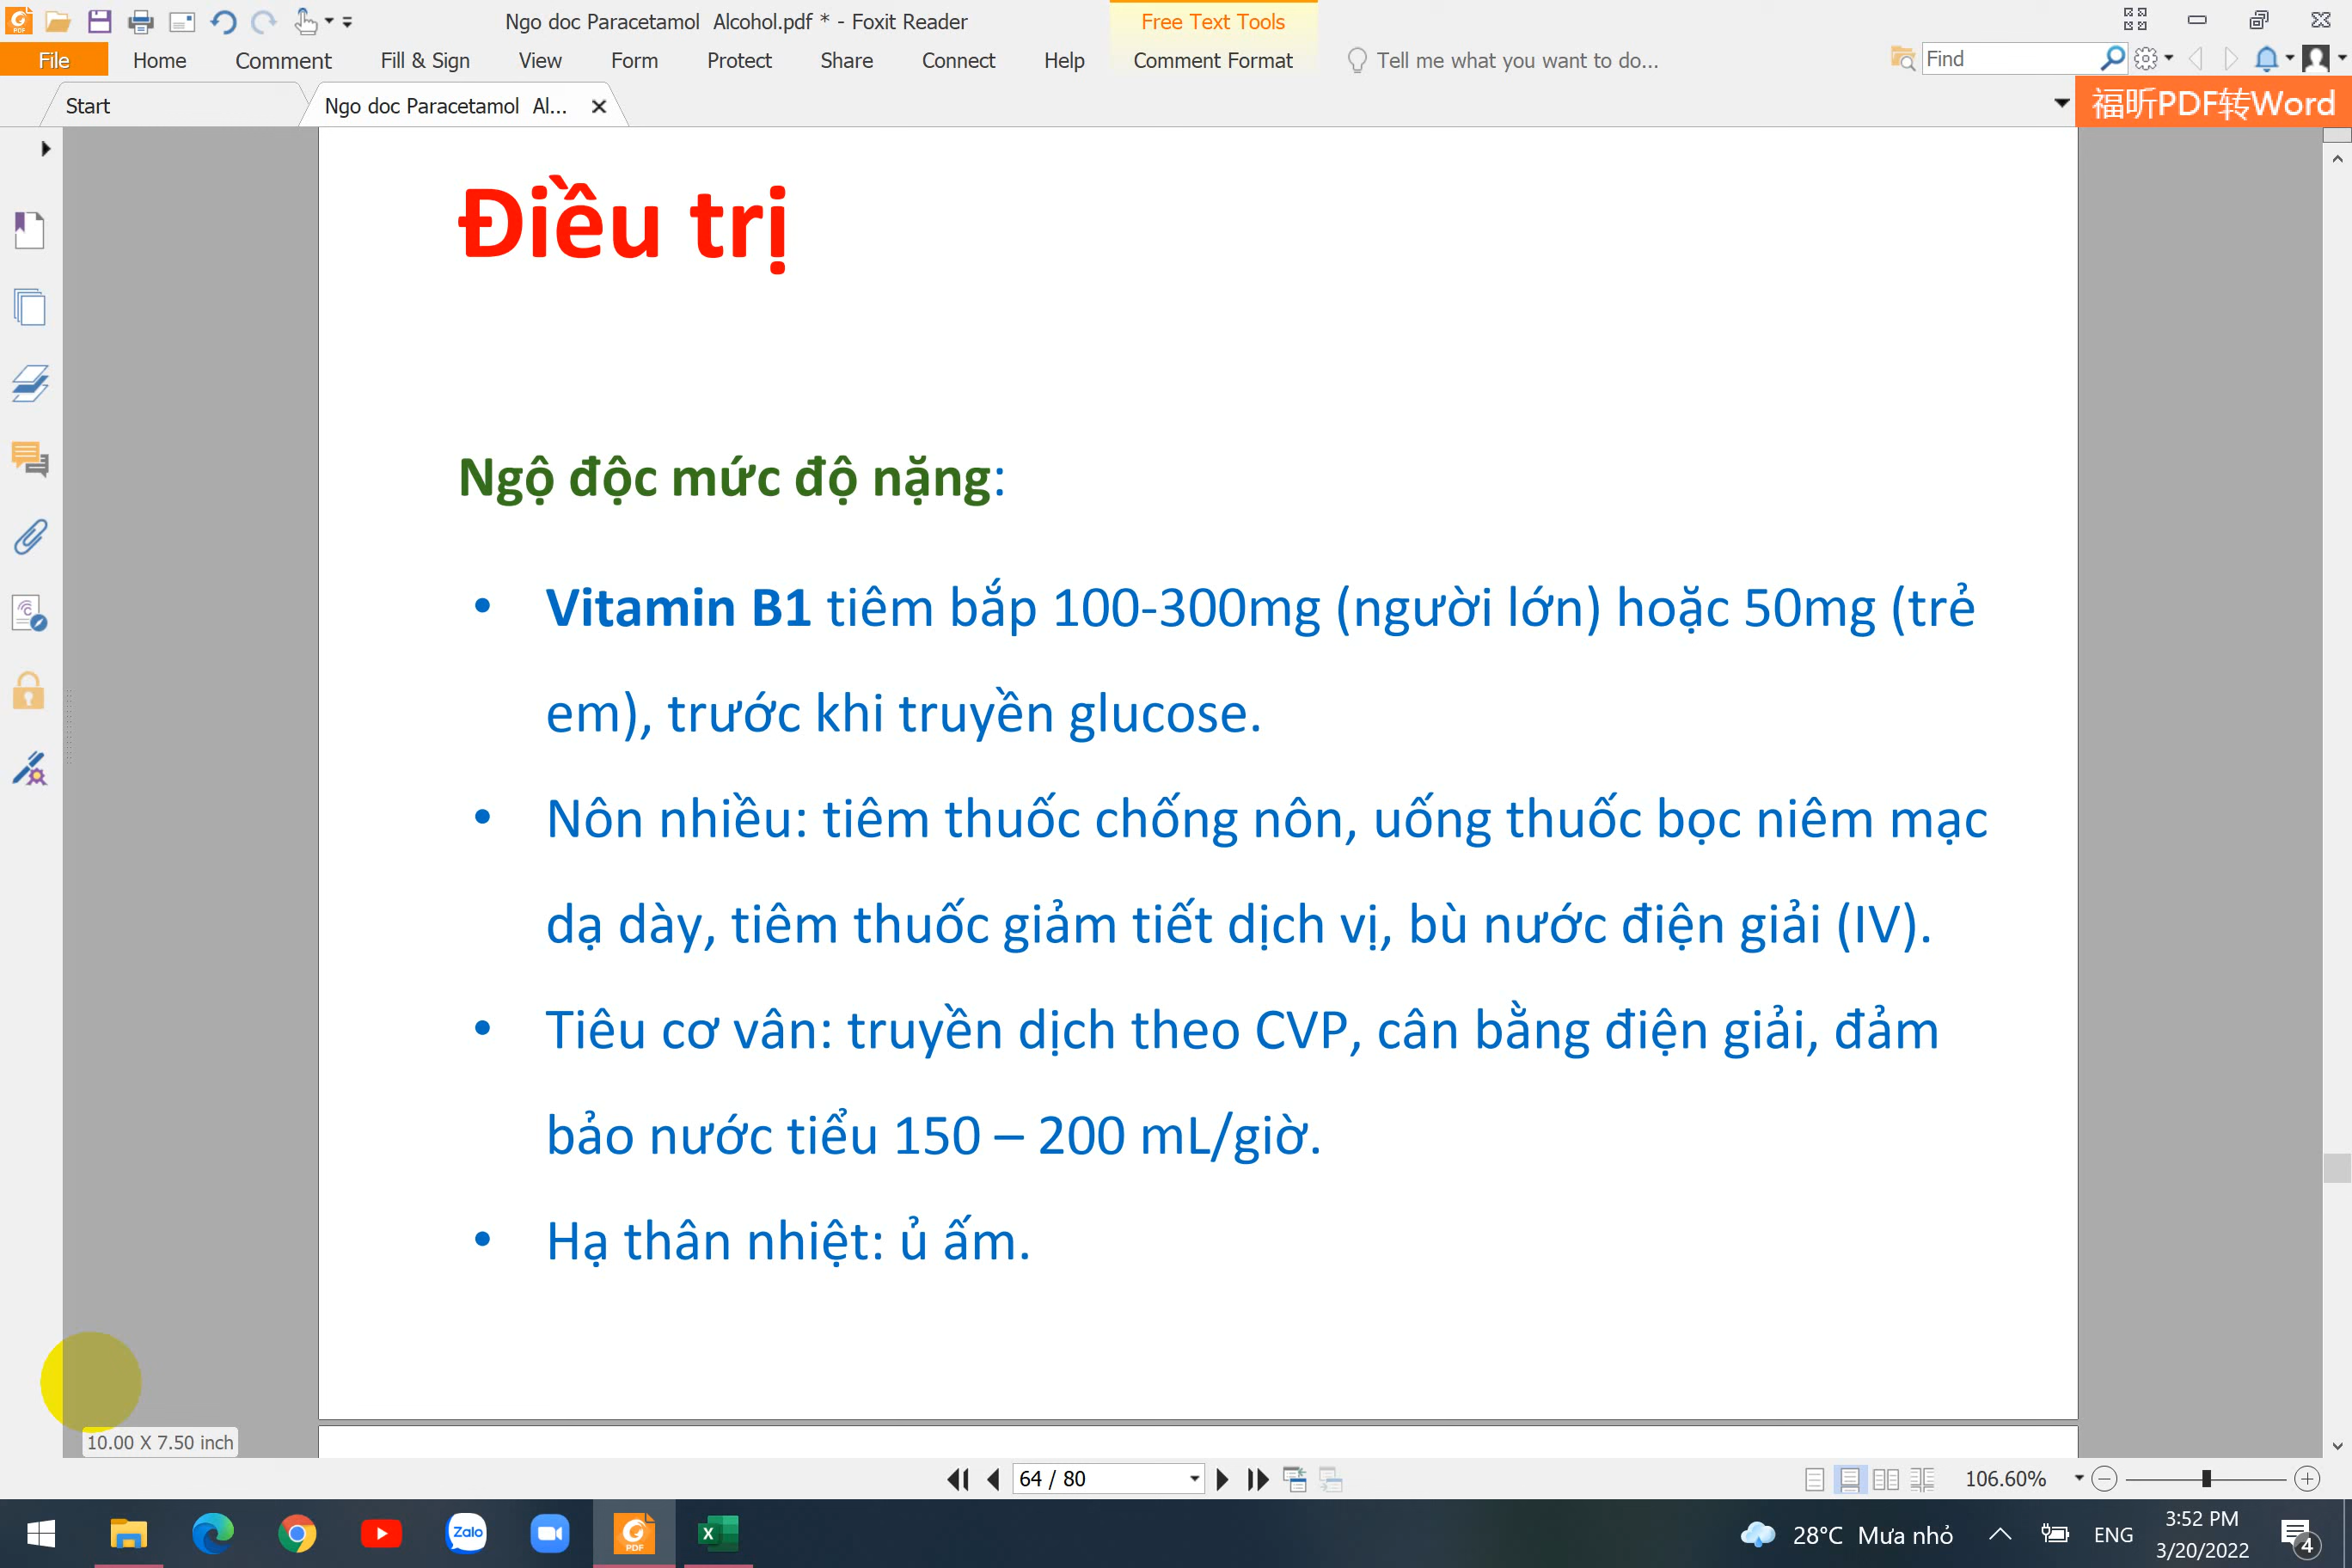 Ngo doc Paracetamol  Alcohol.pdf * - Foxit Reader
Free Text Tools
File Home Comment Fill & Sign View Form Protect Share Connect Help Comment Format Tell me what you want to do... Find
Start
Ngo doc Paracetamol  Al...
福昕PDF转Word
Điều trị
Ngộ độc mức độ nặng:
• Vitamin B1 tiêm bắp 100-300mg (người lớn) hoặc 50mg (trẻ
em), trước khi truyền glucose.
• Nôn nhiều: tiêm thuốc chống nôn, uống thuốc bọc niêm mạc
dạ dày, tiêm thuốc giảm tiết dịch vị, bù nước điện giải (IV).
• Tiêu cơ vân: truyền dịch theo CVP, cân bằng điện giải, đảm
bảo nước tiểu 150 – 200 mL/giờ.
• Hạ thân nhiệt: ủ ấm.
10.00 X 7.50 inch
64 / 80
106.60%
Zalo
PDF
X
28°C Mưa nhỏ
ENG
3:52 PM
3/20/2022
4